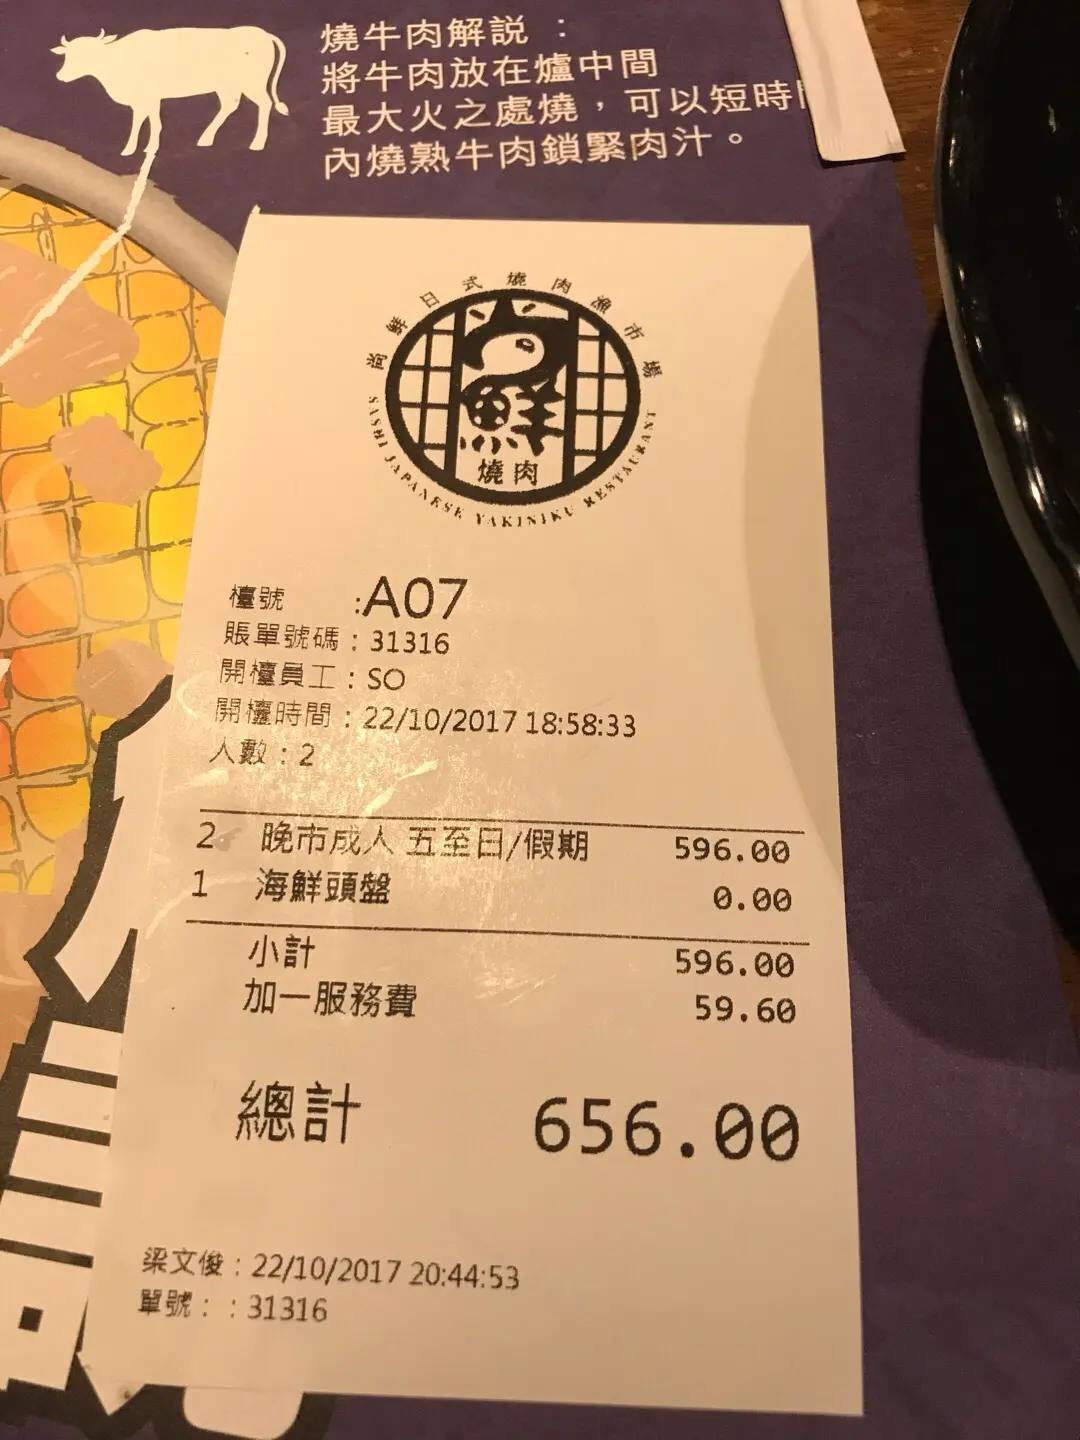 燒牛肉解説：
將牛肉放在爐中間
最大火之處燒，可以短時
內燒熟牛肉鎖緊肉汁。
尚鮮日式燒肉漁市場
尚鮮
燒肉
SASHI JAPANESE YAKINIKU RESTAURANT
檯號 :A07
賬單號碼：31316
開檯員工：SO
開檯時間：22/10/2017 18:58:33
人數：2
2 晚市成人 五至日/假期 596.00
1 海鮮頭盤 0.00
小計 596.00
加一服務費 59.60
總計 656.00
梁文俊：22/10/2017 20:44:53
單號：：31316